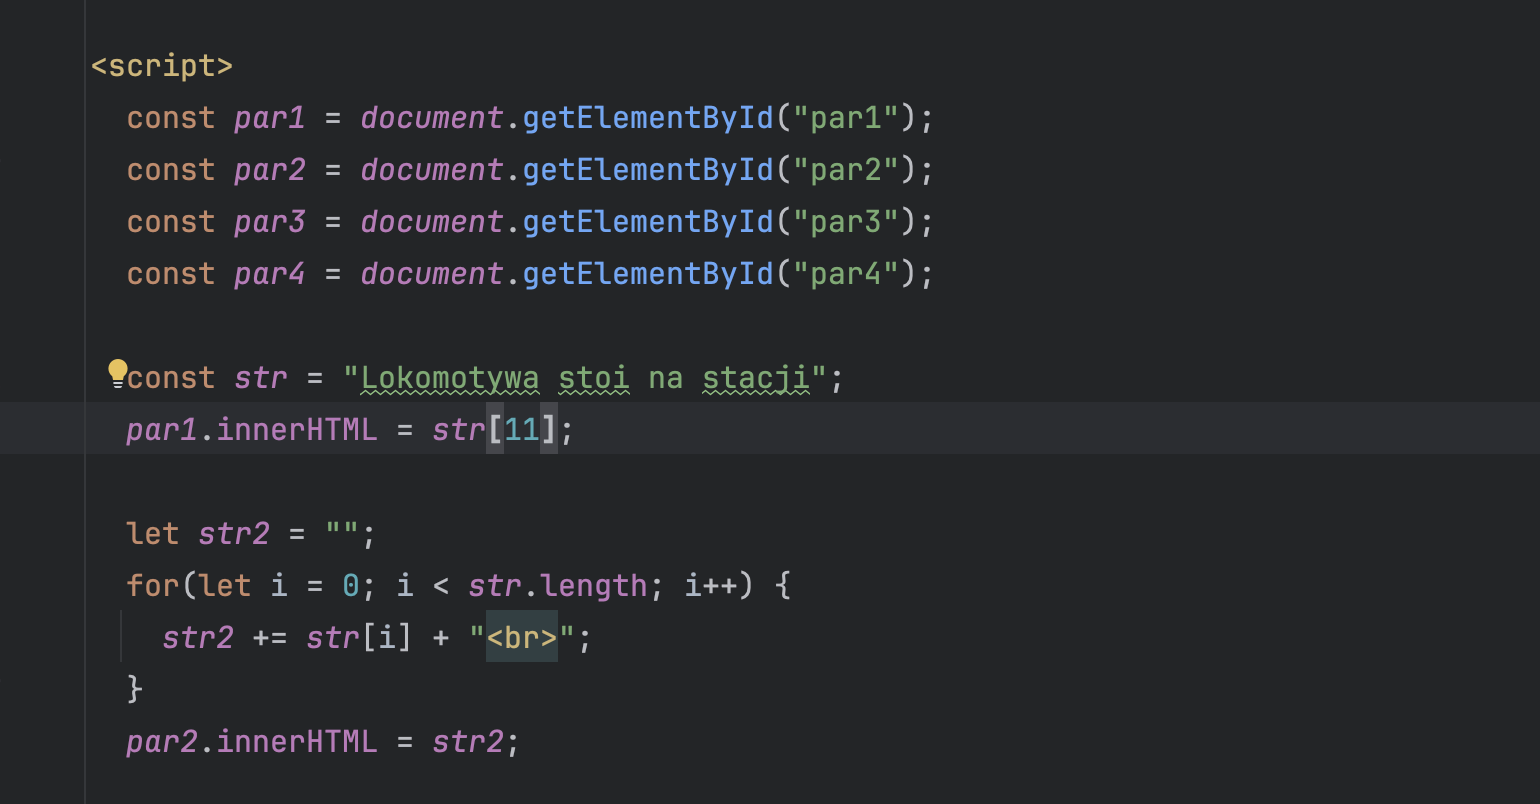 <script>
const par1 = document.getElementById("par1");
const par2 = document.getElementById("par2");
const par3 = document.getElementById("par3");
const par4 = document.getElementById("par4");
const str = "Lokomotywa stoi na stacji";
par1.innerHTML = str[11];
let str2 = "";
for(let i = 0; i < str.length; i++) {
str2 += str[i] + "<br>";
}
par2.innerHTML = str2;